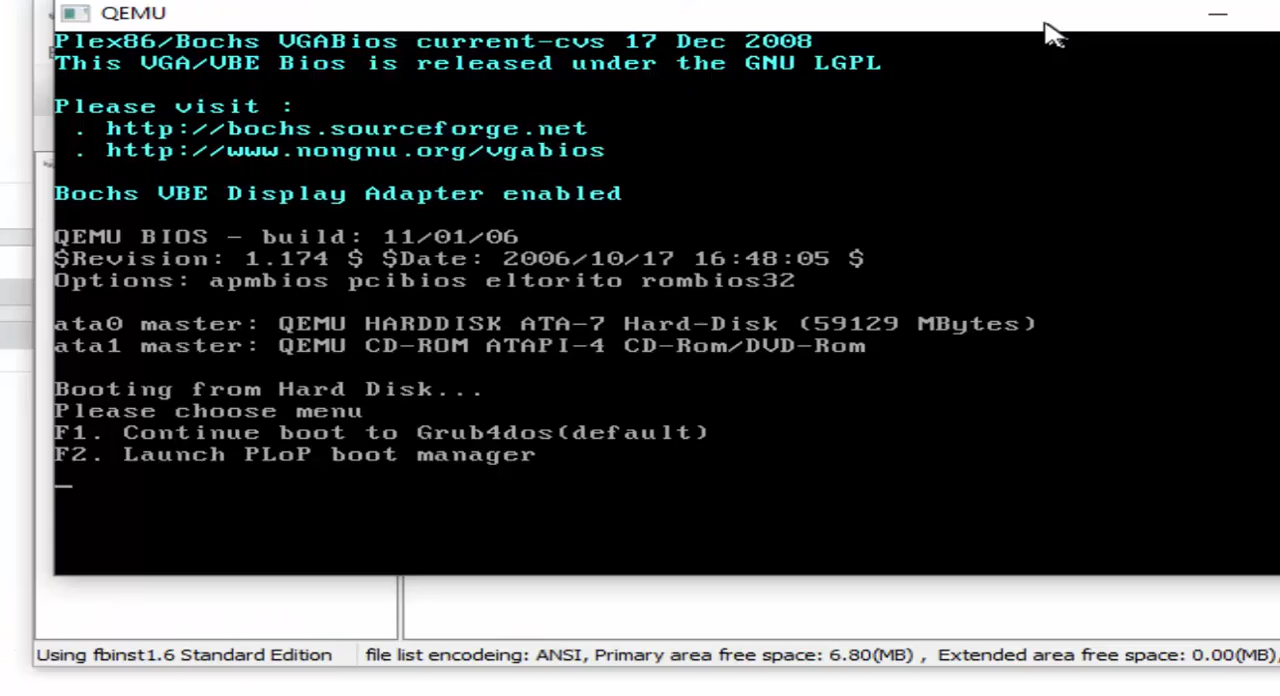 QEMU
Plex86/Bochs VGABios current-cvs 17 Dec 2008
This VGA/VBE Bios is released under the GNU LGPL
Please visit :
. http://bochs.sourceforge.net
. http://www.nongnu.org/vgabios
Bochs VBE Display Adapter enabled
QEMU BIOS - build: 11/01/06
$Revision: 1.174 $ $Date: 2006/10/17 16:48:05 $
Options: apmbios pcibios eltorito rombios32
ata0 master: QEMU HARDDISK ATA-7 Hard-Disk (59129 MBytes)
ata1 master: QEMU CD-ROM ATAPI-4 CD-Rom/DVD-Rom
Booting from Hard Disk...
Please choose menu
F1. Continue boot to Grub4dos(default)
F2. Launch PLoP boot manager
Using fbinst1.6 Standard Edition
file list encodeing: ANSI, Primary area free space: 6.80(MB) , Extended area free space: 0.00(MB),